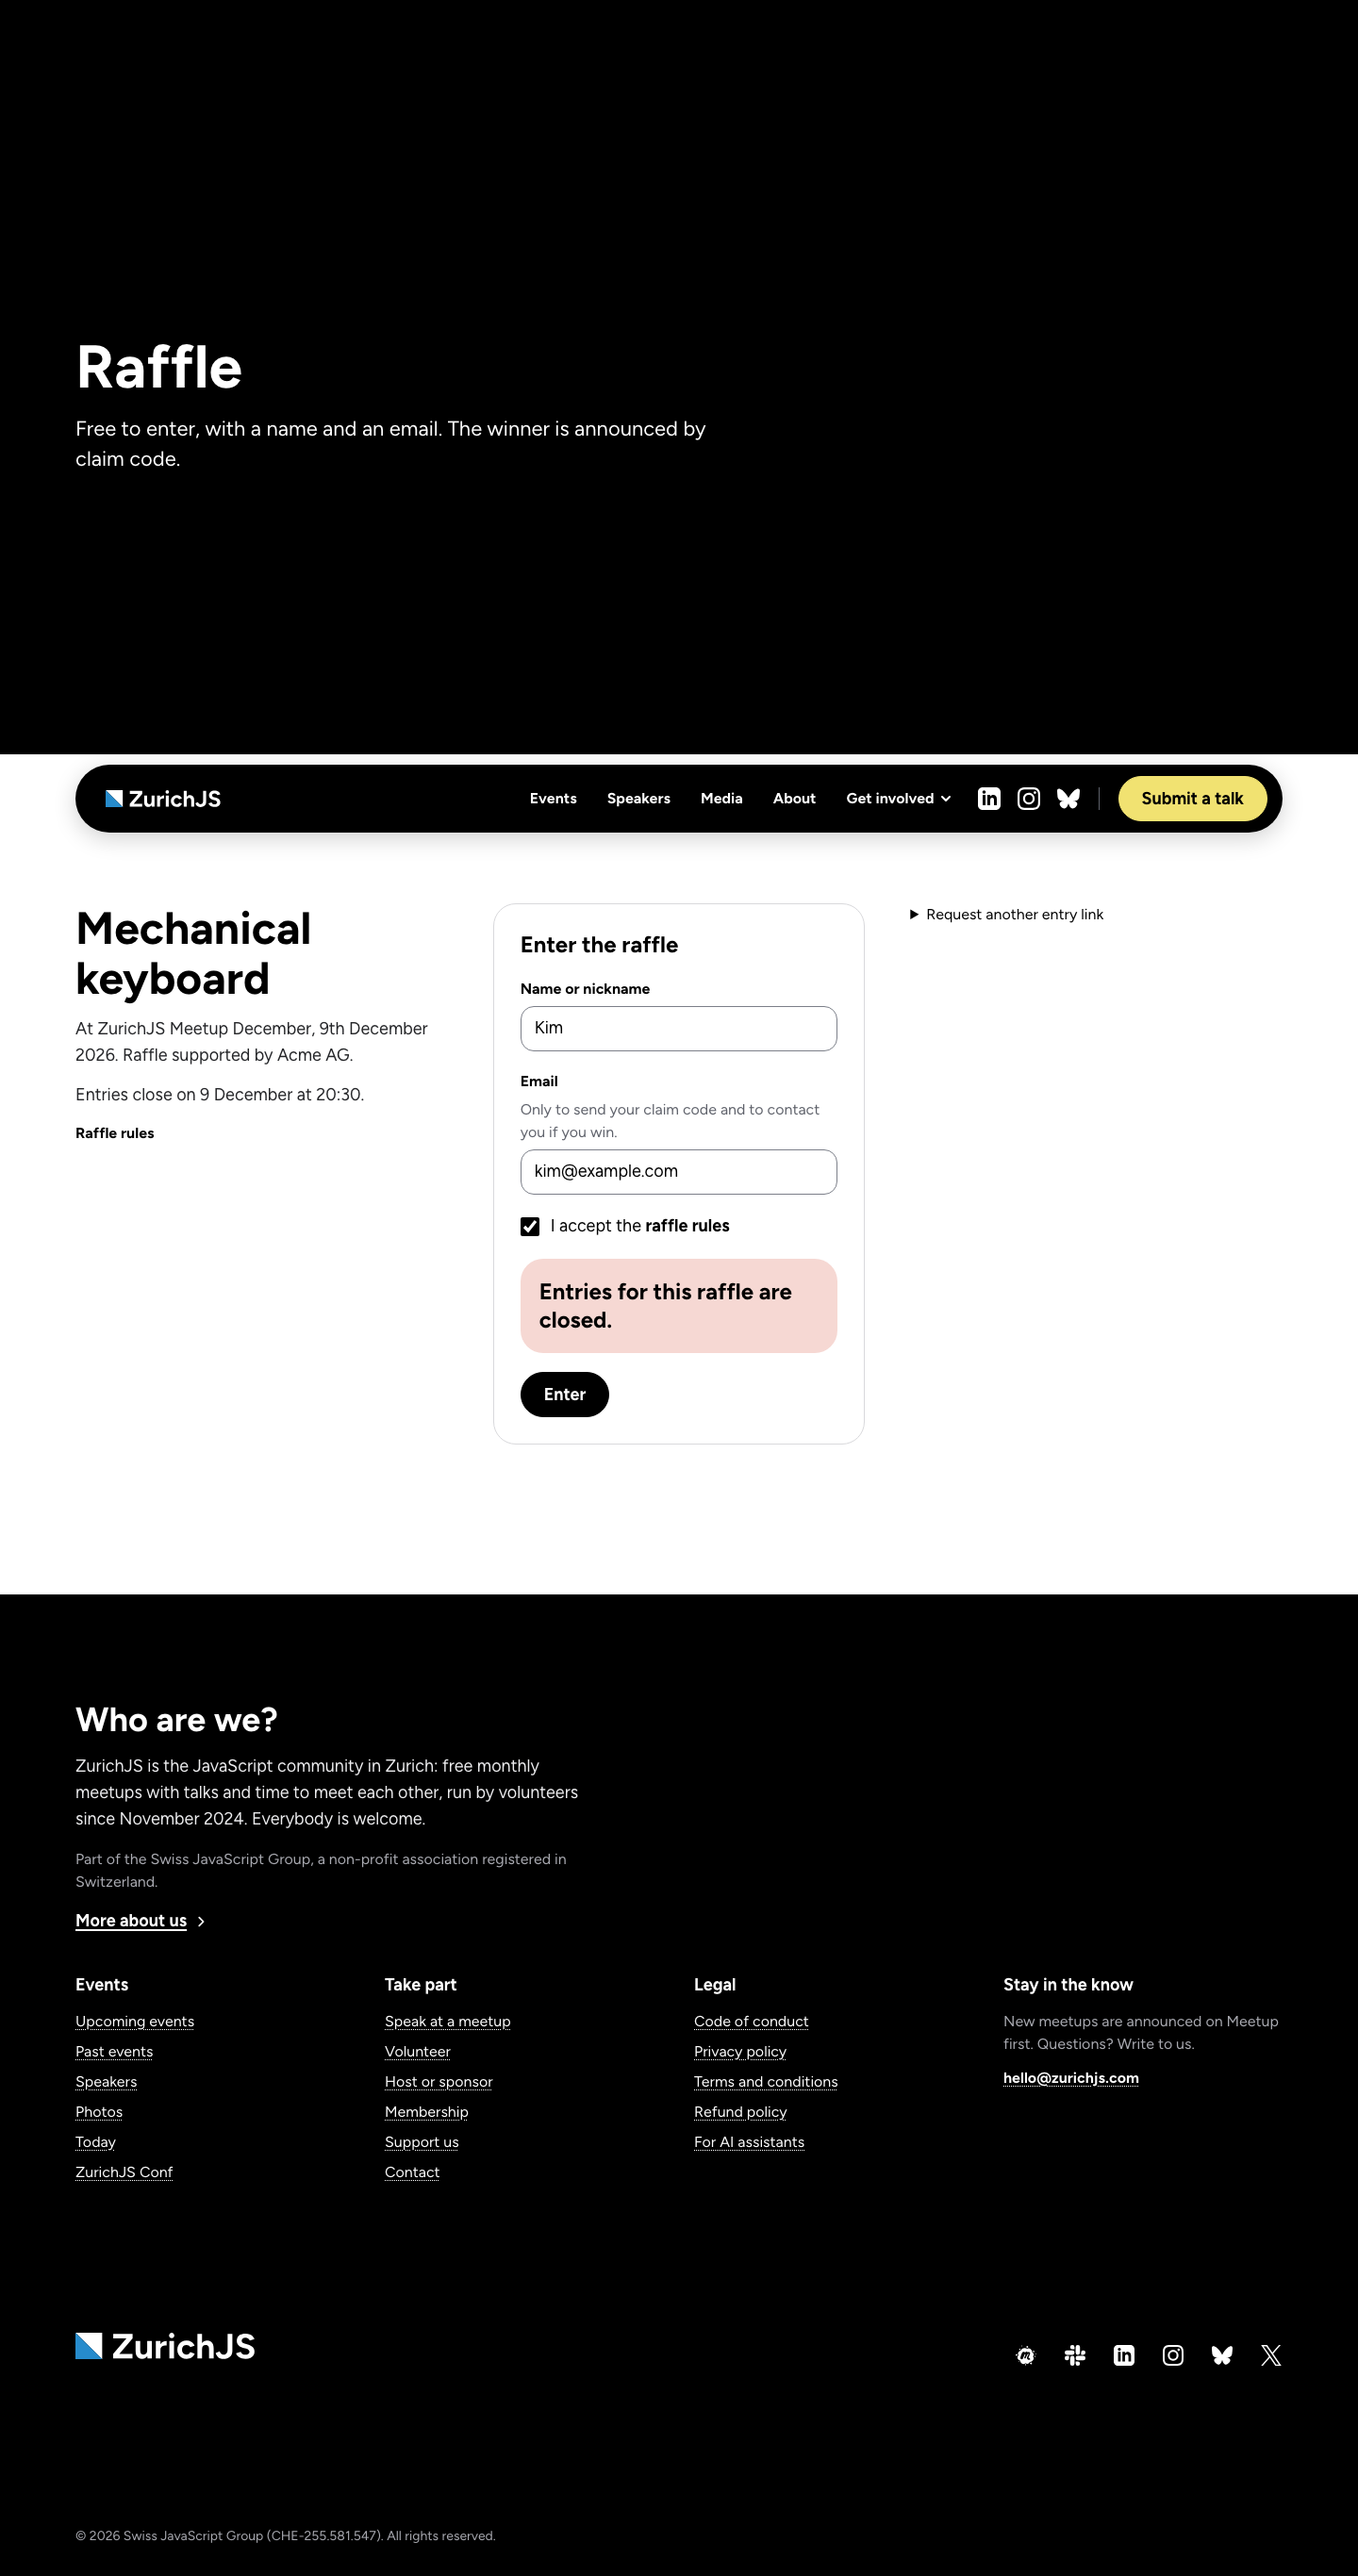 Raffle
Free to enter, with a name and an email. The winner is announced by
claim code.
ZurichJS
Events
Speakers
Media
About
Get involved
Submit a talk
Mechanical
keyboard
At ZurichJS Meetup December, 9th December
2026. Raffle supported by Acme AG.
Entries close on 9 December at 20:30.
Raffle rules
Enter the raffle
Name or nickname
Kim
Email
Only to send your claim code and to contact
you if you win.
kim@example.com
I accept the raffle rules
Entries for this raffle are
closed.
Enter
Request another entry link
Who are we?
ZurichJS is the JavaScript community in Zurich: free monthly
meetups with talks and time to meet each other, run by volunteers
since November 2024. Everybody is welcome.
Part of the Swiss JavaScript Group, a non-profit association registered in
Switzerland.
More about us
Events
Upcoming events
Past events
Speakers
Photos
Today
ZurichJS Conf
Take part
Speak at a meetup
Volunteer
Host or sponsor
Membership
Support us
Contact
Legal
Code of conduct
Privacy policy
Terms and conditions
Refund policy
For AI assistants
Stay in the know
New meetups are announced on Meetup
first. Questions? Write to us.
hello@zurichjs.com
ZurichJS
© 2026 Swiss JavaScript Group (CHE-255.581.547). All rights reserved.